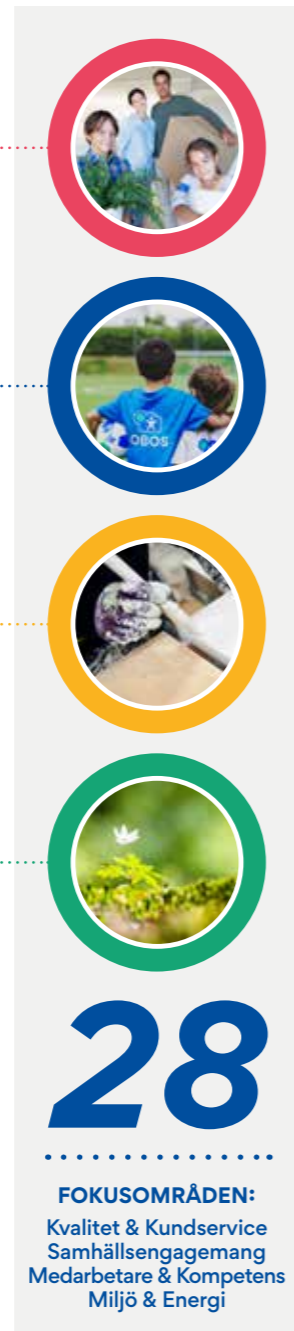 OBOS
28
FOKUSOMRÅDEN:
Kvalitet & Kundservice
Samhällsengagemang
Medarbetare & Kompetens
Miljö & Energi